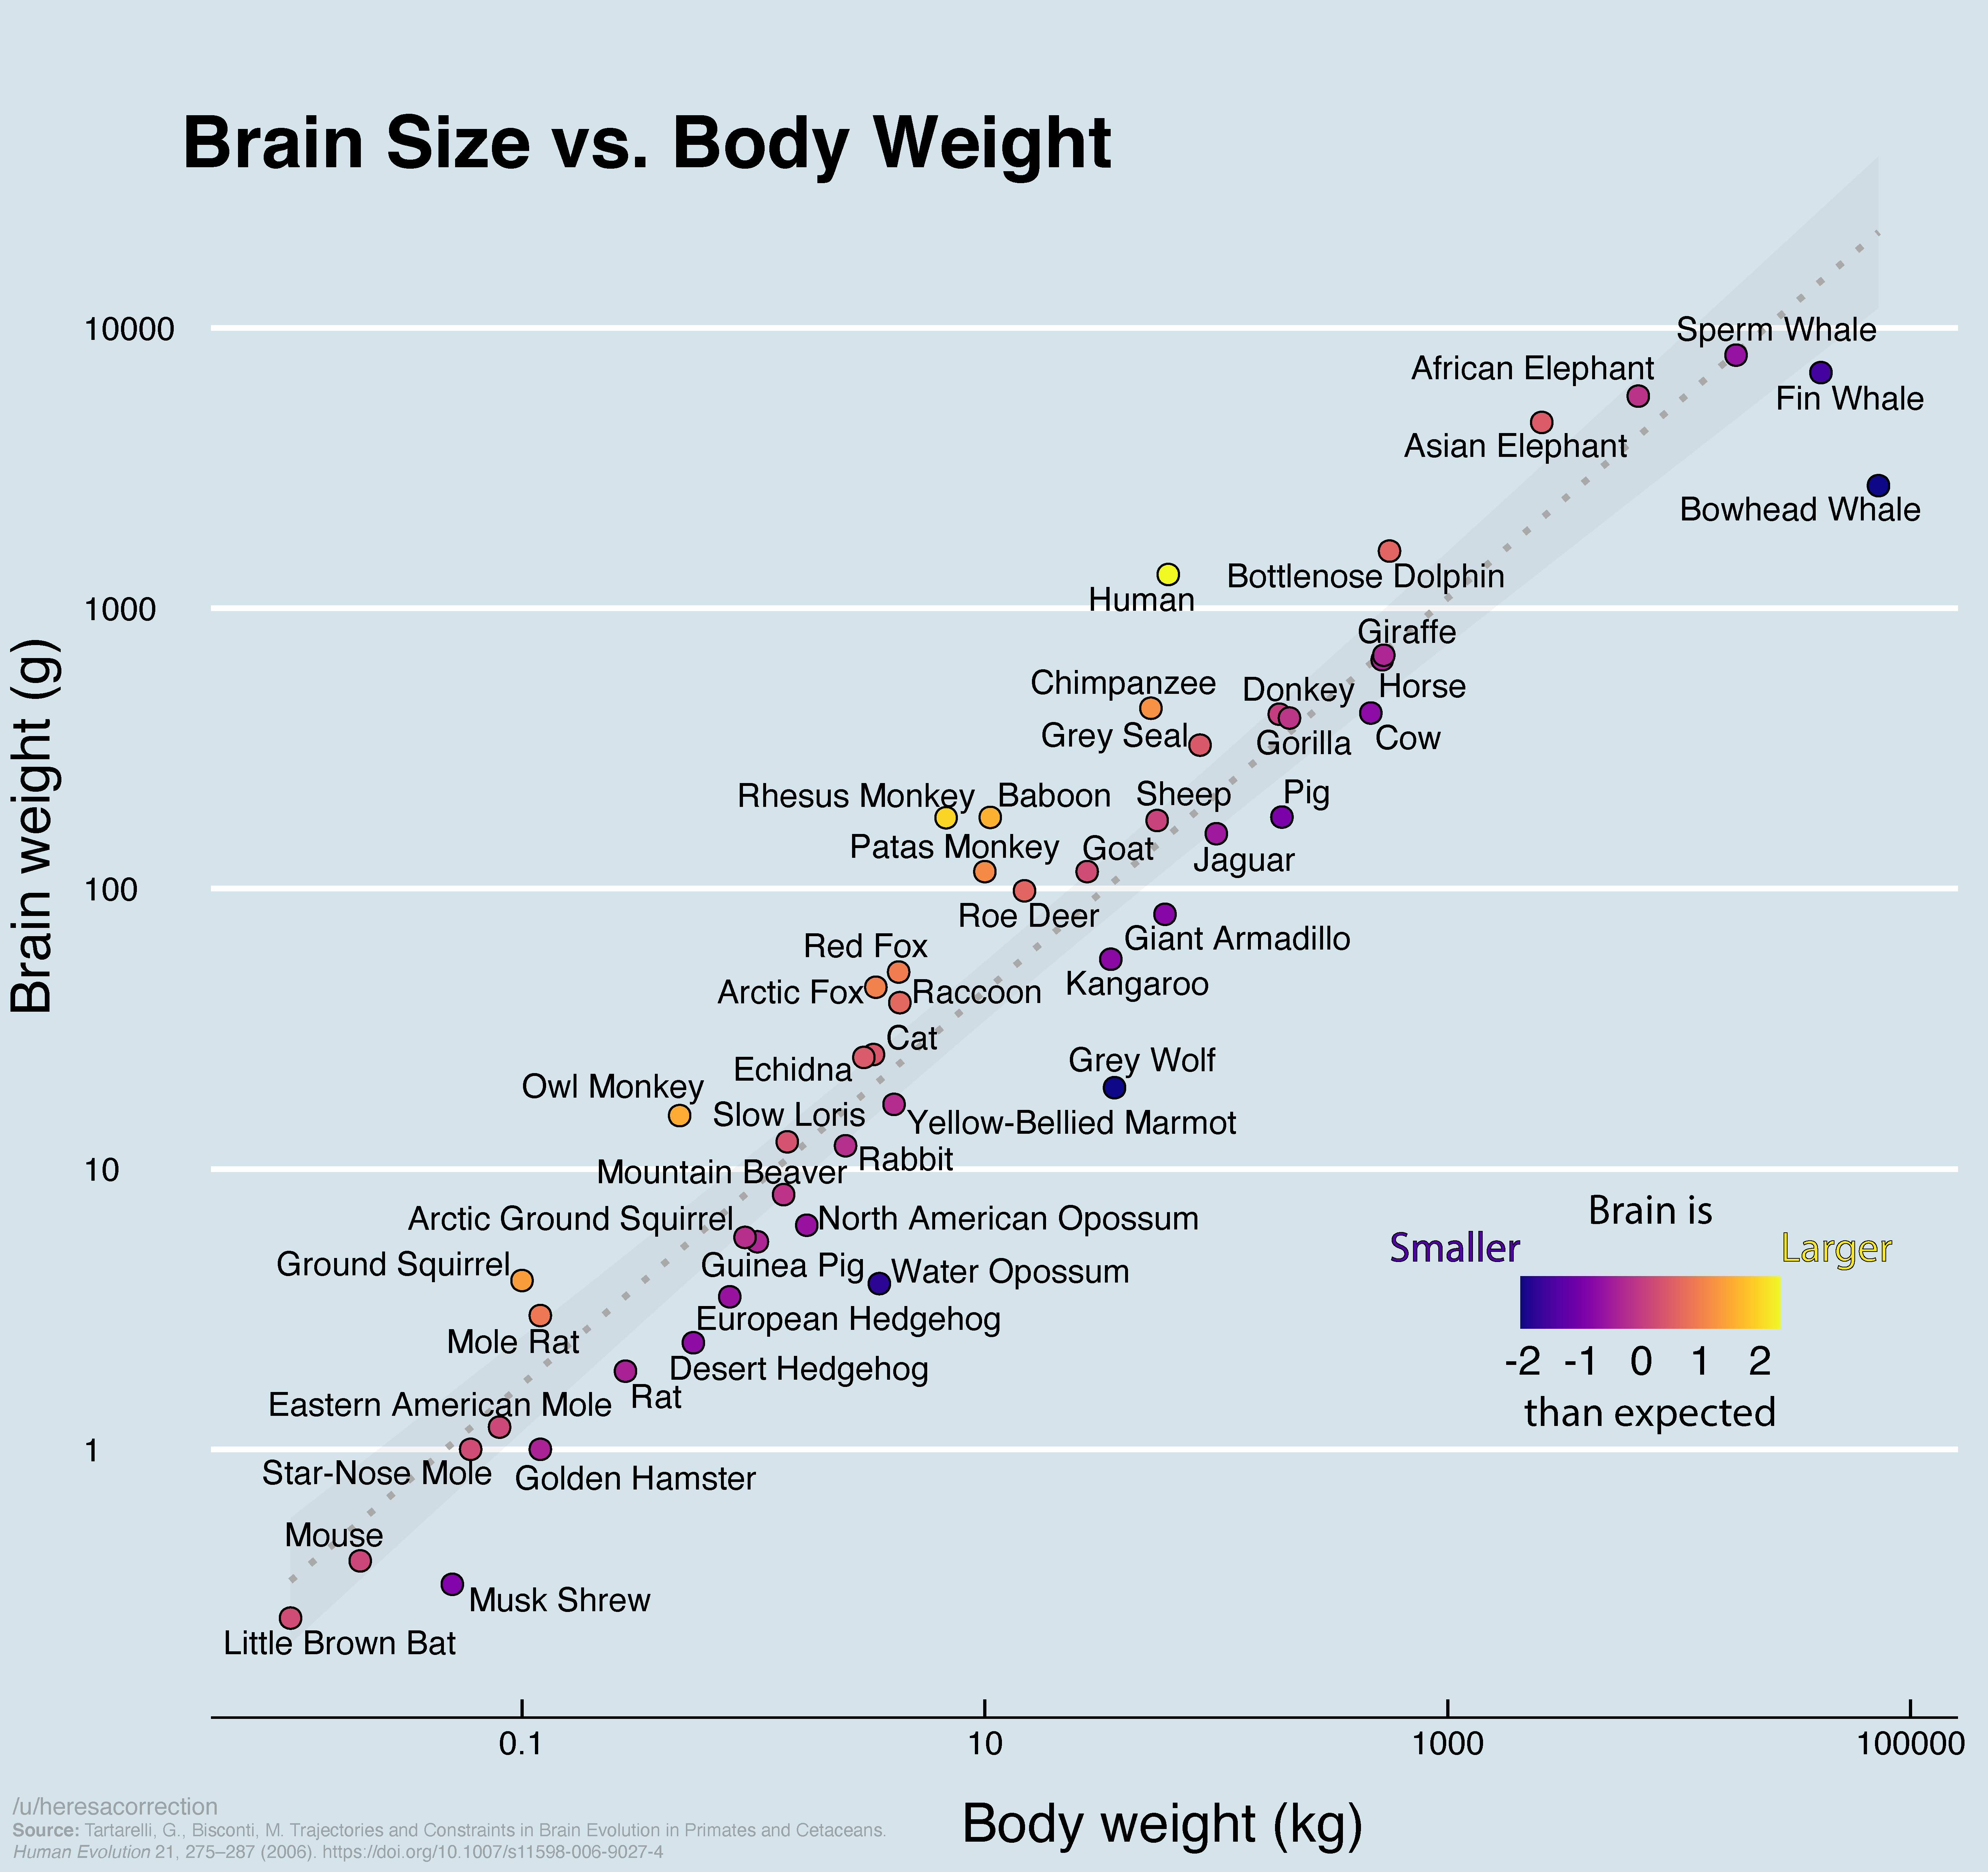 Brain Size vs. Body Weight
10000
Sperm Whale
African Elephant
Fin Whale
Asian Elephant
Bowhead Whale
Bottlenose Dolphin
Human
1000
Giraffe
Chimpanzee
Donkey
Horse
Grey Seal
Gorilla
Cow
Rhesus Monkey
Baboon
Sheep
Pig
Patas Monkey
Goat
Jaguar
100
Roe Deer
Giant Armadillo
Red Fox
Kangaroo
Arctic Fox
Raccoon
Cat
Echidna
Grey Wolf
Owl Monkey
Slow Loris
Yellow-Bellied Marmot
Rabbit
10
Mountain Beaver
Arctic Ground Squirrel
North American Opossum
Ground Squirrel
Guinea Pig
Water Opossum
European Hedgehog
Mole Rat
Desert Hedgehog
Rat
Eastern American Mole
1
Star-Nose Mole
Golden Hamster
Mouse
Musk Shrew
Little Brown Bat
Brain is
Smaller
Larger
-2 -1 0 1 2
than expected
Brain weight (g)
0.1 10 1000 100000
Body weight (kg)
/u/heresacorrection
Source: Tartarelli, G., Bisconti, M. Trajectories and Constraints in Brain Evolution in Primates and Cetaceans.
Human Evolution 21, 275–287 (2006). https://doi.org/10.1007/s11598-006-9027-4